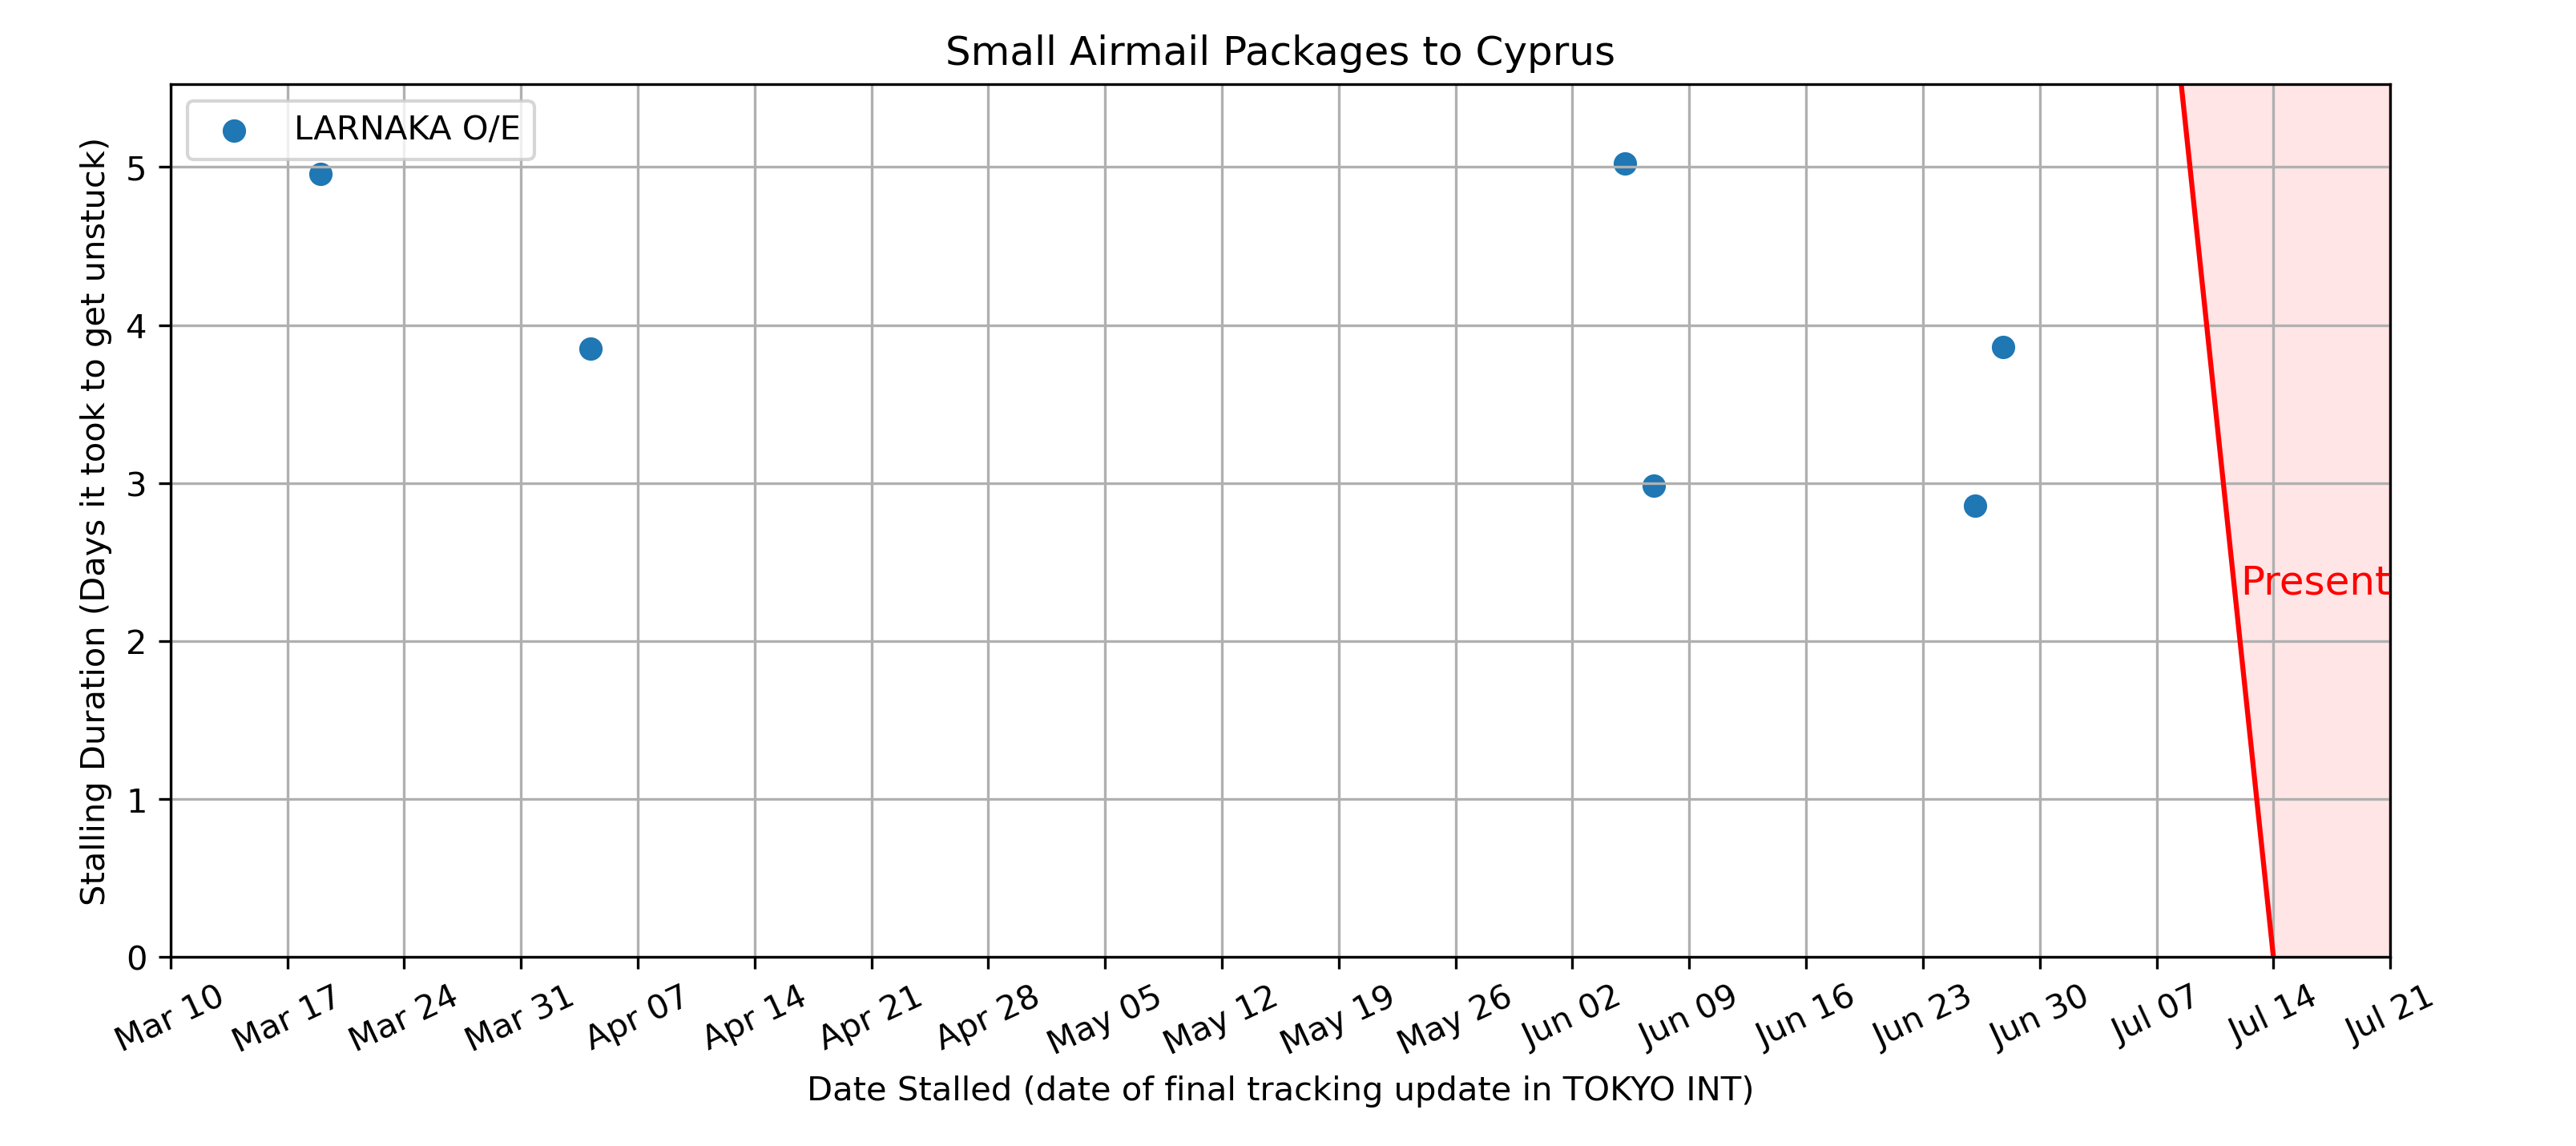 Small Airmail Packages to Cyprus
LARNAKA O/E
Stalling Duration (Days it took to get unstuck)
5
4
3
2
1
0
Present
Mar 10
Mar 17
Mar 24
Mar 31
Apr 07
Apr 14
Apr 21
Apr 28
May 05
May 12
May 19
May 26
Jun 02
Jun 09
Jun 16
Jun 23
Jun 30
Jul 07
Jul 14
Jul 21
Date Stalled (date of final tracking update in TOKYO INT)